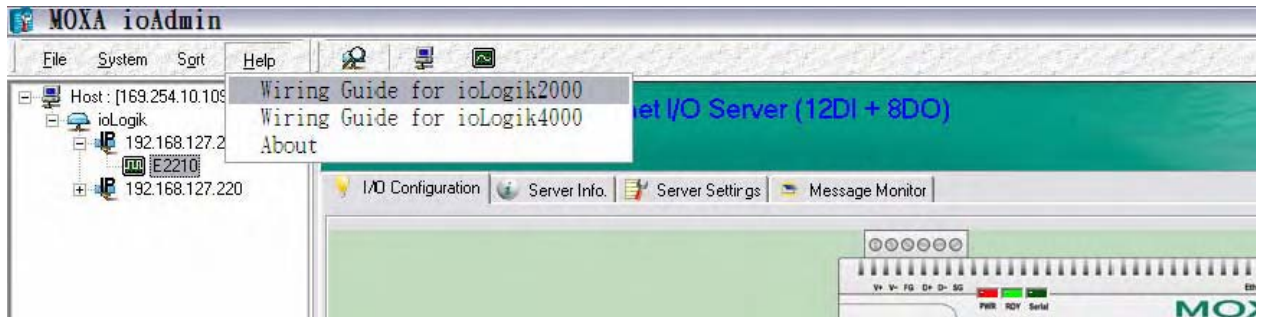 MOXA ioAdmin
File System Sort Help
Wiring Guide for ioLogik2000
Wiring Guide for ioLogik4000
About
Host : [169.254.10.109
ioLogik
192.168.127.2
E2210
192.168.127.220
et I/O Server (12DI + 8DO)
I/O Configuration Server Info. Server Settings Message Monitor
V+ V- FG D+ D- SG
PWR RDY Serial
MO